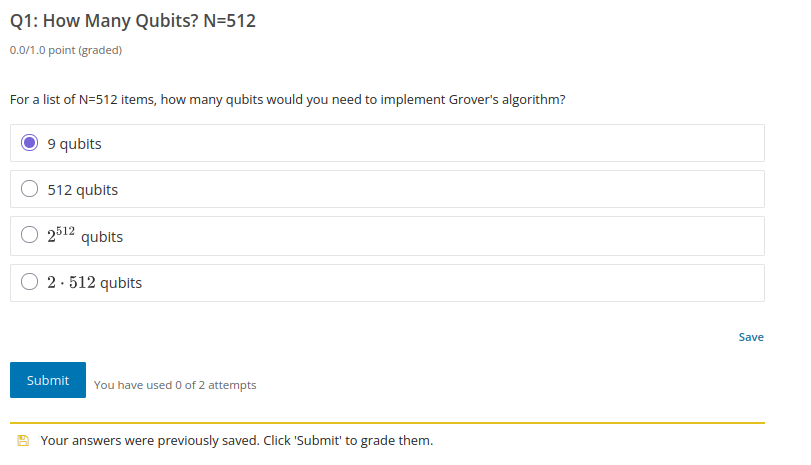 Q1: How Many Qubits? N=512
0.0/1.0 point (graded)
For a list of N=512 items, how many qubits would you need to implement Grover's algorithm?
9 qubits
512 qubits
2^512 qubits
2 · 512 qubits
Save
Submit
You have used 0 of 2 attempts
Your answers were previously saved. Click 'Submit' to grade them.